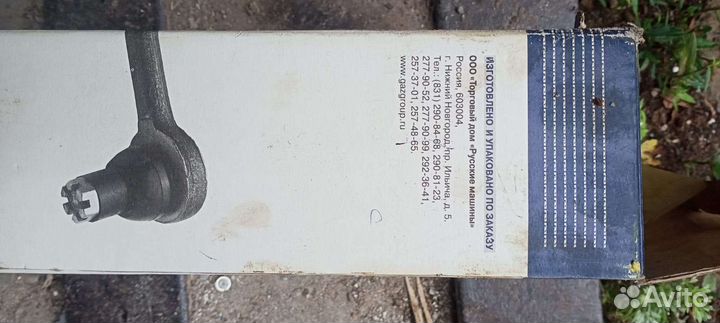 ИЗГОТОВЛЕНО И УПАКОВАНО ПО ЗАКАЗУ
ООО «Торговый дом «Русские машины»
Россия, 603004,
г. Нижний Новгород, пр. Ильича, д. 5.
Тел.: (831) 290-84-68, 290-81-23,
277-90-52, 277-90-99, 292-36-41,
257-37-01, 257-48-65.
www.gazgroup.ru
Avito